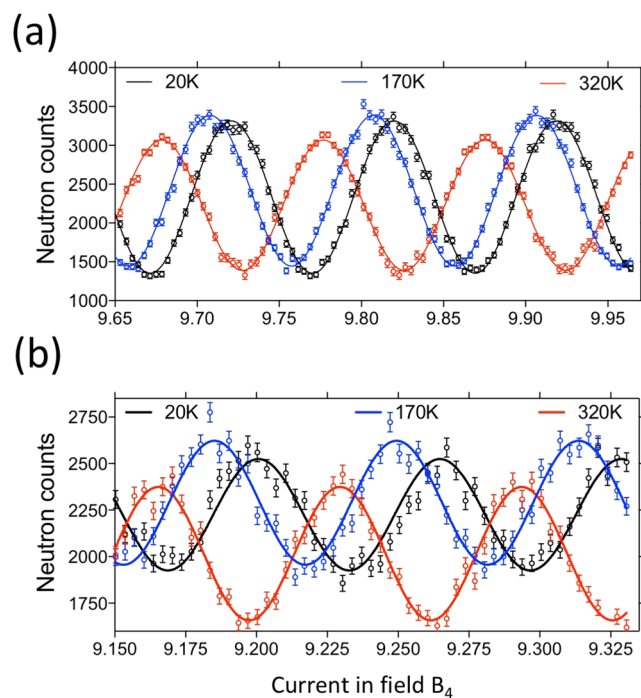 (a)
20K 170K 320K
4000
3500
3000
2500
2000
1500
1000
Neutron counts
9.65 9.70 9.75 9.80 9.85 9.90 9.95
(b)
20K 170K 320K
2750
2500
2250
2000
1750
Neutron counts
9.150 9.175 9.200 9.225 9.250 9.275 9.300 9.325
Current in field B₄